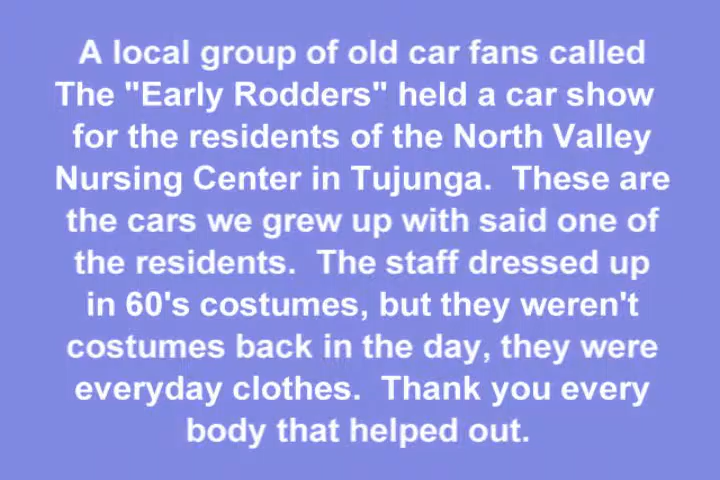 A local group of old car fans called
The "Early Rodders" held a car show
for the residents of the North Valley
Nursing Center in Tujunga.  These are
the cars we grew up with said one of
the residents.  The staff dressed up
in 60's costumes, but they weren't
costumes back in the day, they were
everyday clothes.  Thank you every
body that helped out.